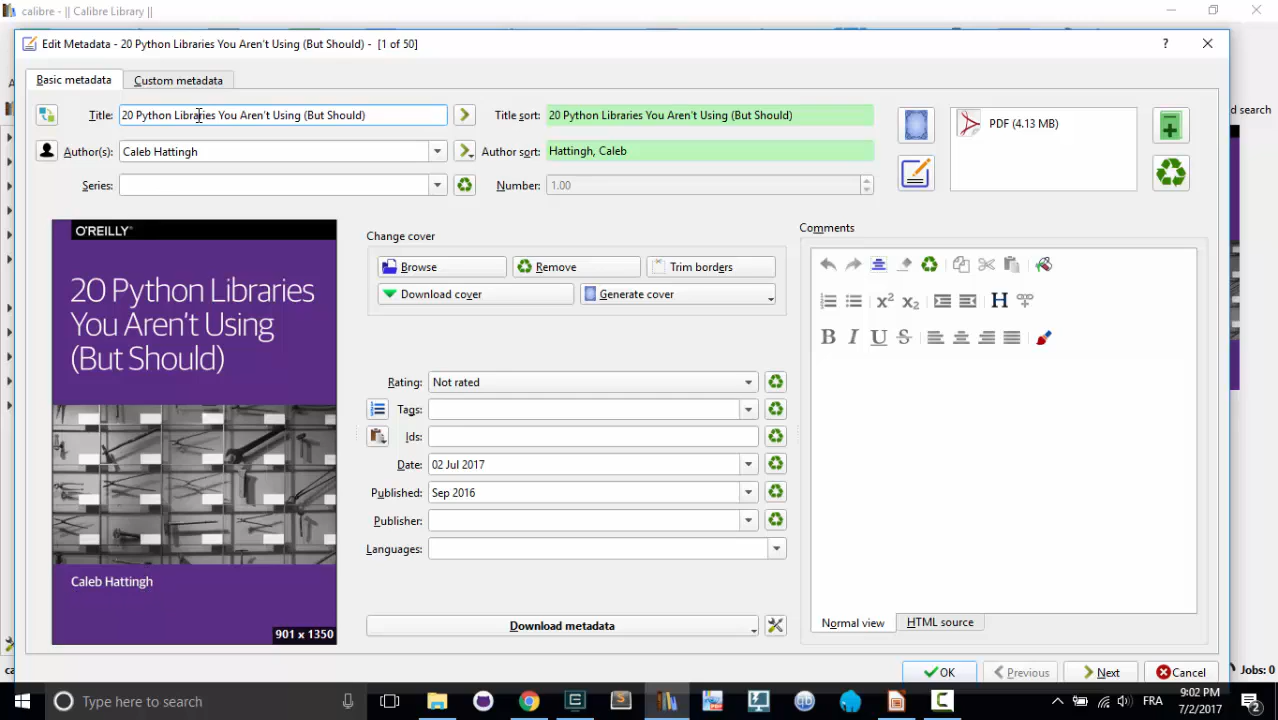 calibre - || Calibre Library ||
Edit Metadata - 20 Python Libraries You Aren't Using (But Should) - [1 of 50]
?
Basic metadata
Custom metadata
Title: 20 Python Libraries You Aren't Using (But Should)
Title sort: 20 Python Libraries You Aren't Using (But Should)
PDF (4.13 MB)
d search
Author(s): Caleb Hattingh
Author sort: Hattingh, Caleb
Series:
Number: 1.00
O'REILLY
20 Python Libraries
You Aren't Using
(But Should)
Caleb Hattingh
901 x 1350
Change cover
Browse
Remove
Trim borders
Download cover
Generate cover
Rating: Not rated
Tags:
Ids:
Date: 02 Jul 2017
Published: Sep 2016
Publisher:
Languages:
Download metadata
Comments
X² X₂ H
B I U S
Normal view
HTML source
OK
Previous
Next
Cancel
ca
Jobs: 0
Type here to search
FRA
9:02 PM
7/2/2017
2